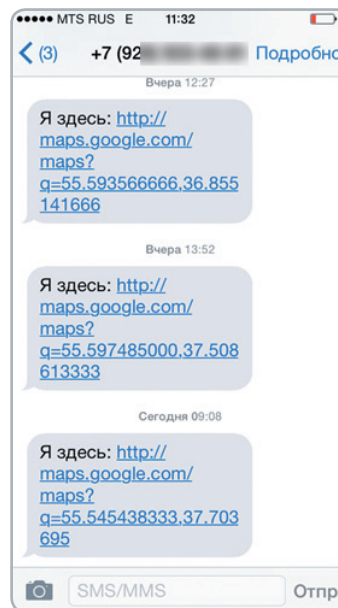 MTS RUS E 11:32
(3) +7 (92 Подробно
Вчера 12:27
Я здесь: http://
maps.google.com/
maps?
q=55.593566666,36.855
141666
Вчера 13:52
Я здесь: http://
maps.google.com/
maps?
q=55.597485000,37.508
613333
Сегодня 09:08
Я здесь: http://
maps.google.com/
maps?
q=55.545438333,37.703
695
SMS/MMS Отпр